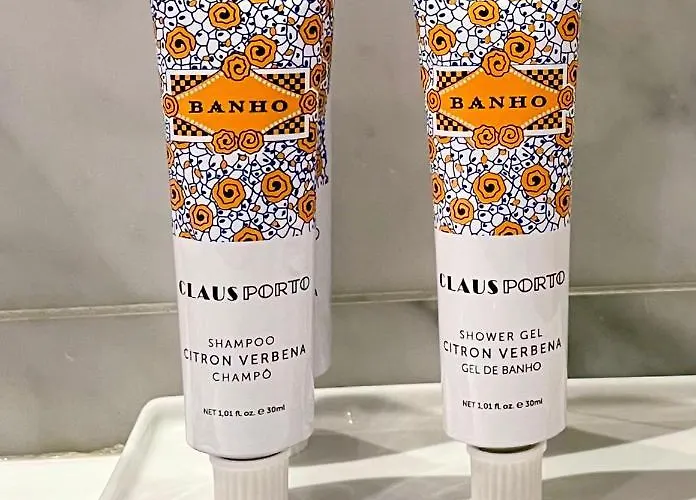 BANHO
CLAUS PORTO
SHAMPOO
CITRON VERBENA
CHAMPÔ
NET 1,01 fl. oz. e 30ml
BANHO
CLAUS PORTO
SHOWER GEL
CITRON VERBENA
GEL DE BANHO
NET 1,01 fl. oz. e 30ml